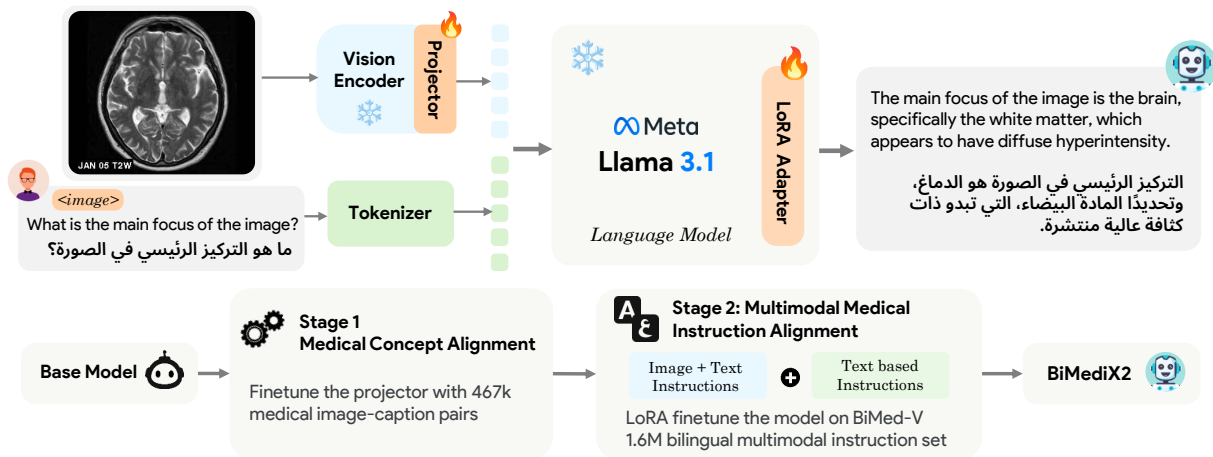 JAN 05 T2W
<image>
What is the main focus of the image?
ما هو التركيز الرئيسي في الصورة؟
Vision
Encoder
Projector
Tokenizer
Meta
Llama 3.1
Language Model
LoRA Adapter
The main focus of the image is the brain,
specifically the white matter, which
appears to have diffuse hyperintensity.
التركيز الرئيسي في الصورة هو الدماغ،
وتحديدًا المادة البيضاء، التي تبدو ذات
كثافة عالية منتشرة.
Base Model
Stage 1
Medical Concept Alignment
Finetune the projector with 467k
medical image-caption pairs
A ع
Stage 2: Multimodal Medical
Instruction Alignment
Image + Text
Instructions
Text based
Instructions
LoRA finetune the model on BiMed-V
1.6M bilingual multimodal instruction set
BiMediX2